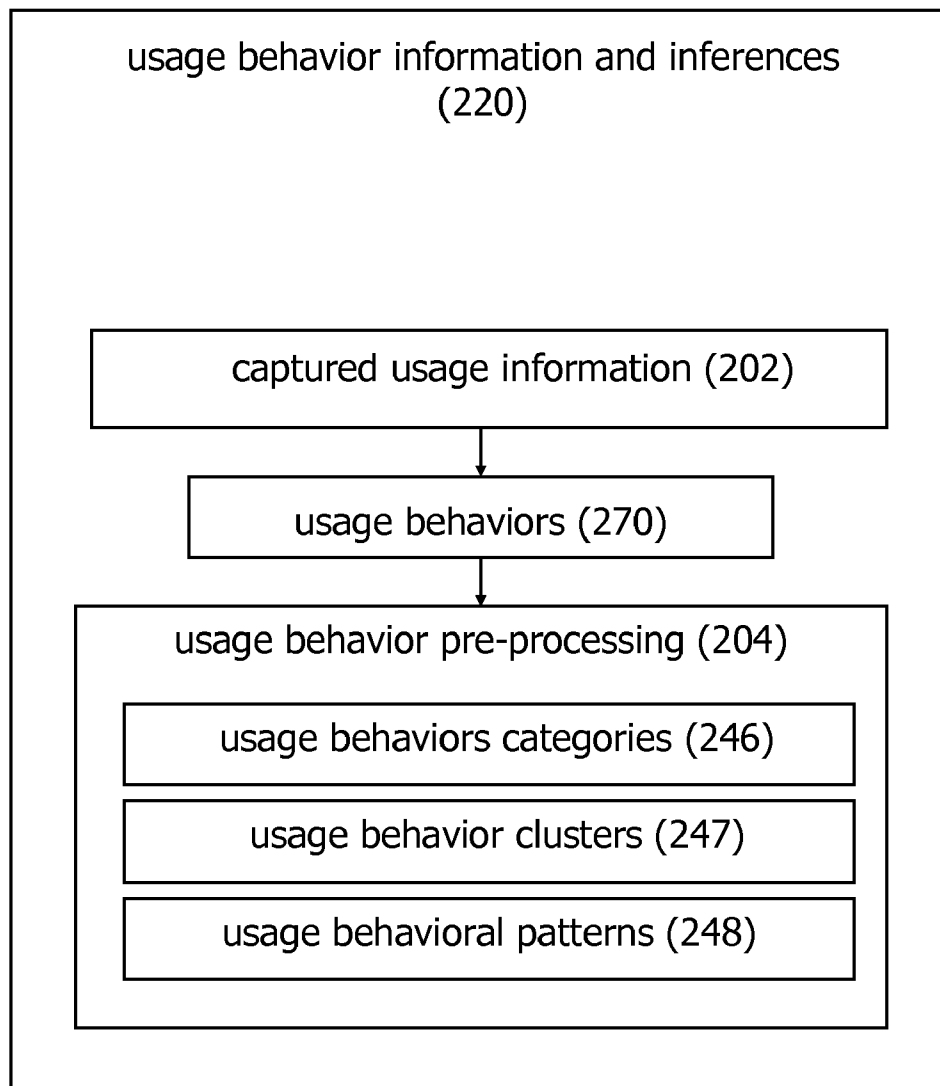 usage behavior information and inferences
(220)
captured usage information (202)
usage behaviors (270)
usage behavior pre-processing (204)
usage behaviors categories (246)
usage behavior clusters (247)
usage behavioral patterns (248)